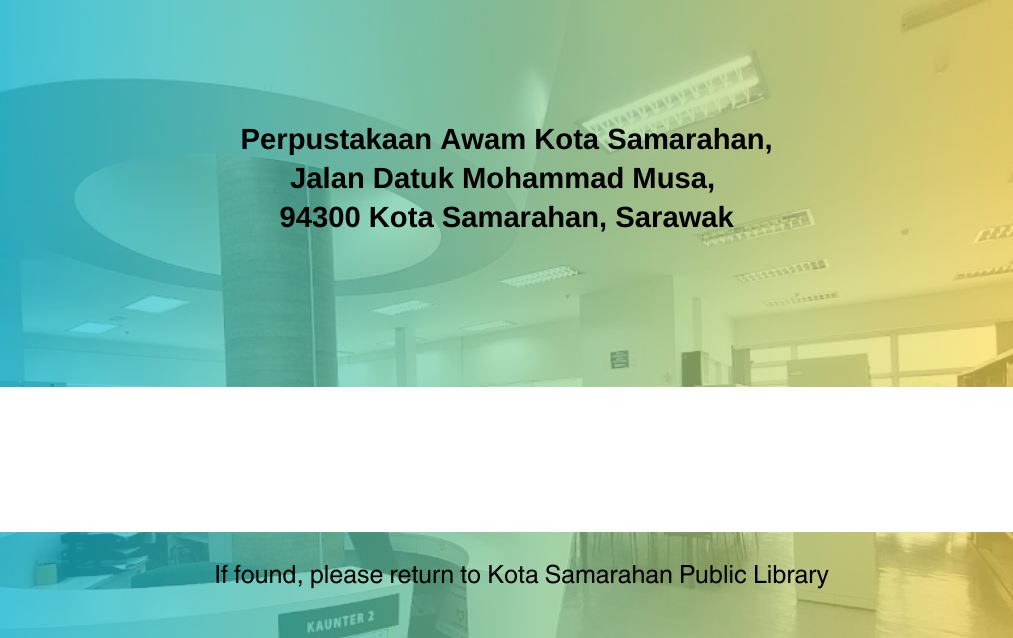 Perpustakaan Awam Kota Samarahan,
Jalan Datuk Mohammad Musa,
94300 Kota Samarahan, Sarawak
If found, please return to Kota Samarahan Public Library
KAUNTER 2